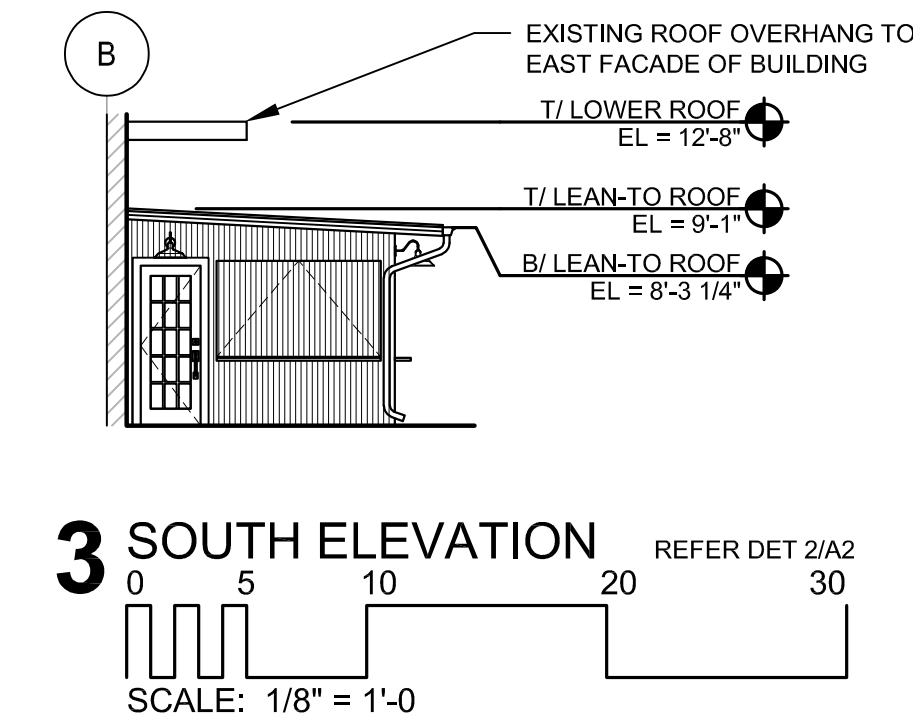 B
EXISTING ROOF OVERHANG TO
EAST FACADE OF BUILDING
T/ LOWER ROOF
EL = 12'-8"
T/ LEAN-TO ROOF
EL = 9'-1"
B/ LEAN-TO ROOF
EL = 8'-3 1/4"
3 SOUTH ELEVATION REFER DET 2/A2
0 5 10 20 30
SCALE: 1/8" = 1'-0